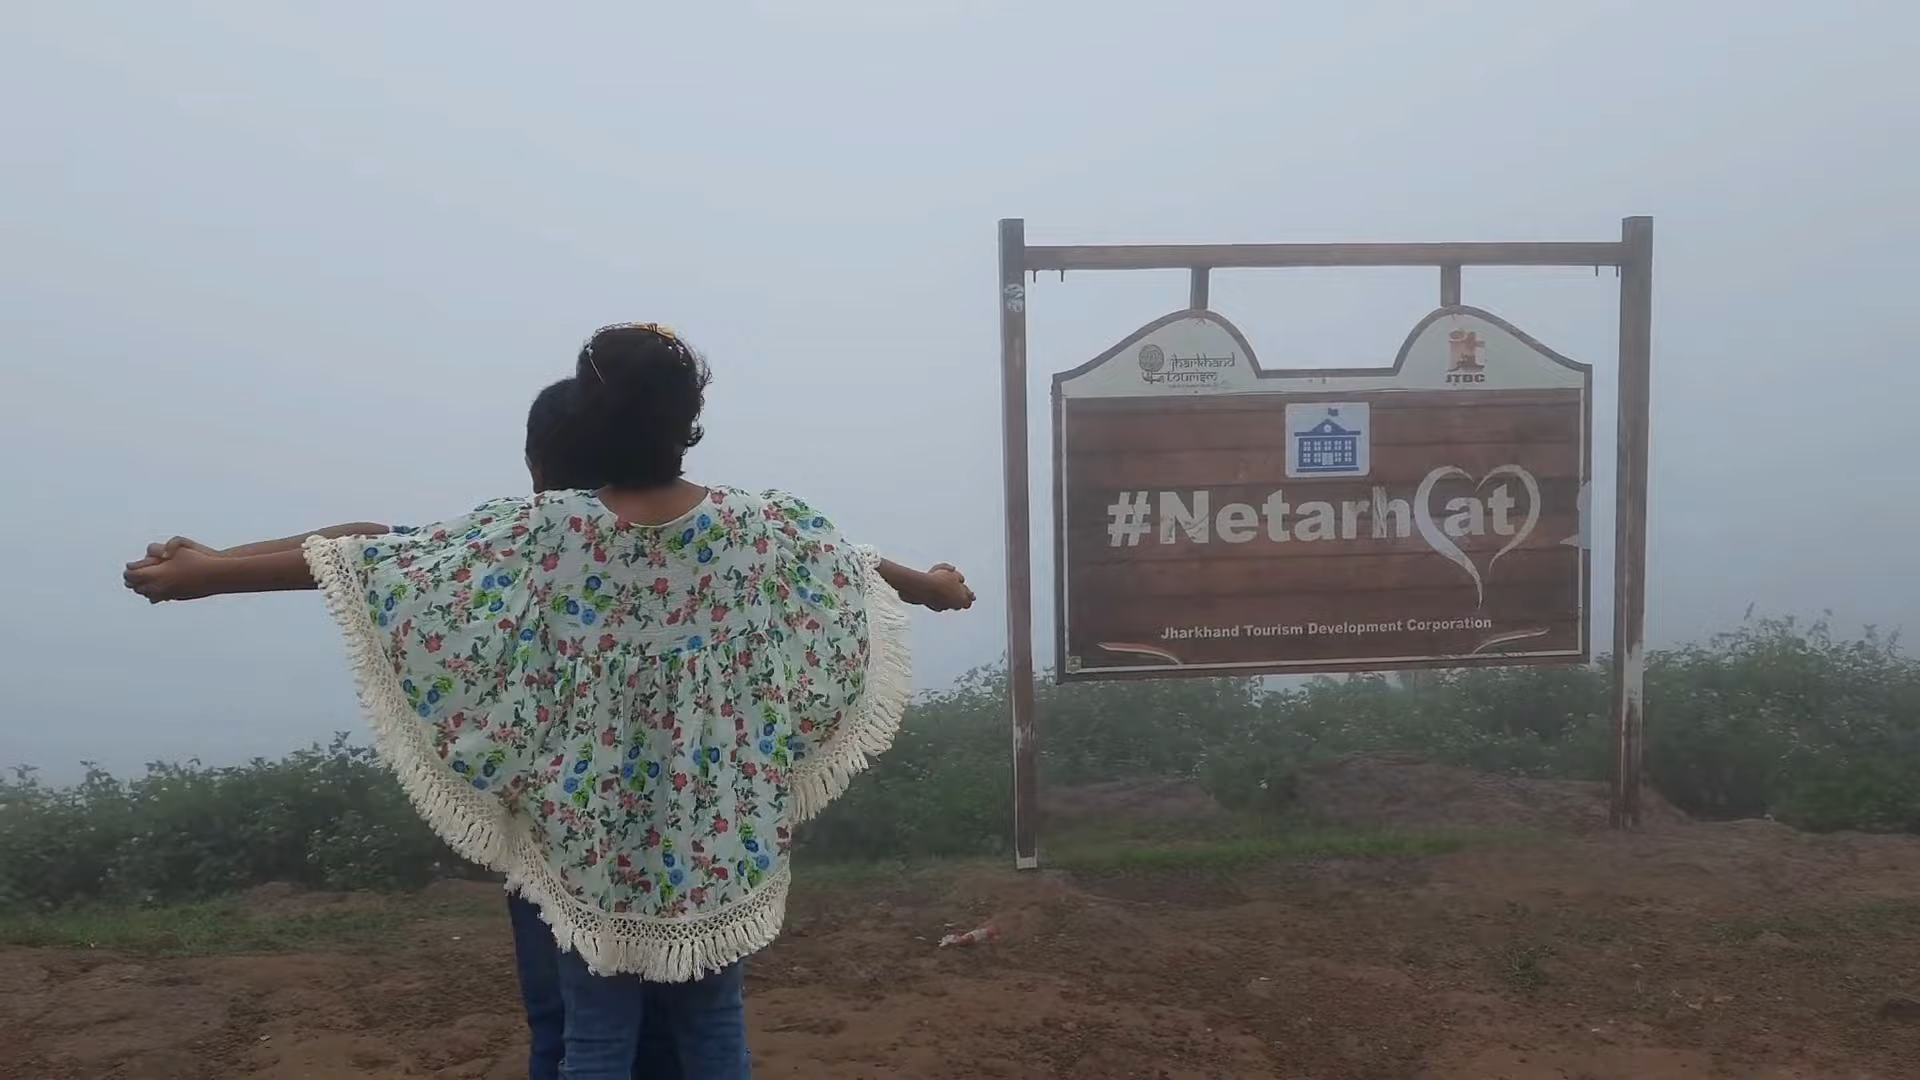 jharkhand
tourism
JTDC
#Netarhat
Jharkhand Tourism Development Corporation